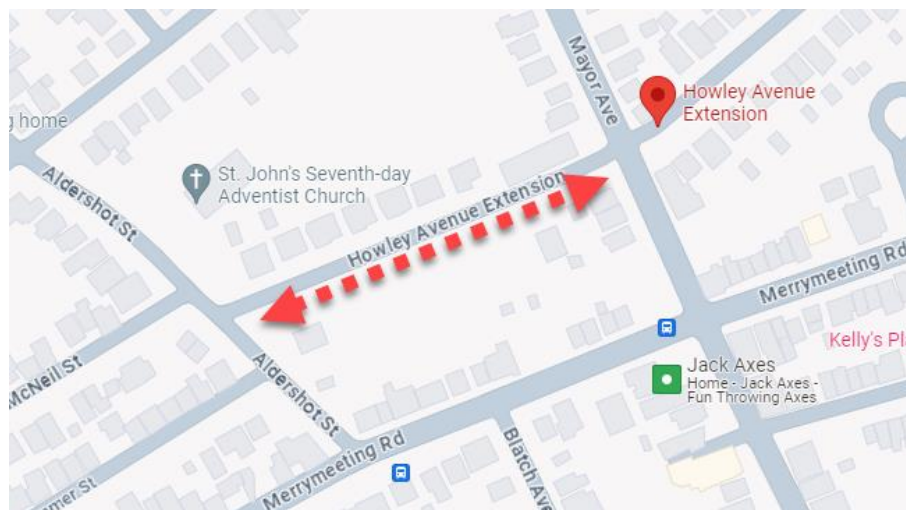 Mayor Ave
Howley Avenue
Extension
home
St. John's Seventh-day
Adventist Church
Aldershot St
Howley Avenue Extension
Merrymeeting Rd
Kelly's Pl
McNeil St
Jack Axes
Home - Jack Axes -
Fun Throwing Axes
Aldershot St
Merrymeeting Rd
Blatch Ave
mer St